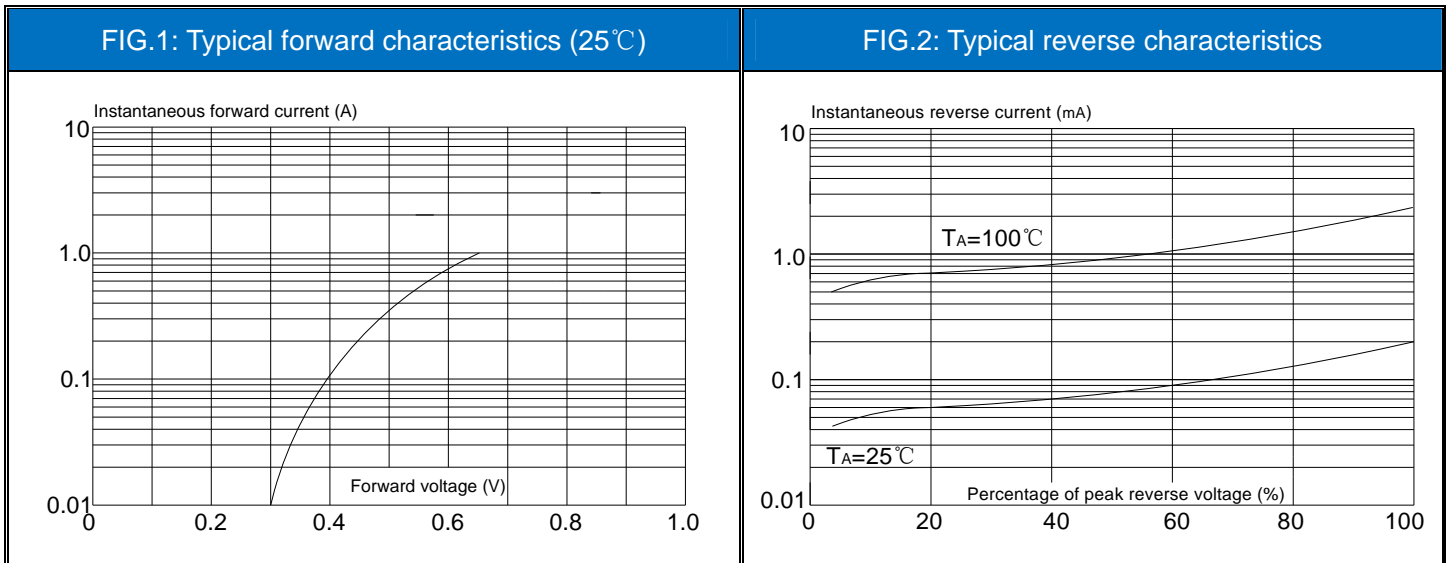 FIG.1: Typical forward characteristics (25℃)
Instantaneous forward current (A)
10
1.0
0.1
0.01
Forward voltage (V)
0 0.2 0.4 0.6 0.8 1.0
FIG.2: Typical reverse characteristics
Instantaneous reverse current (mA)
10
TA=100℃
1.0
0.1
TA=25℃
0.01
Percentage of peak reverse voltage (%)
0 20 40 60 80 100